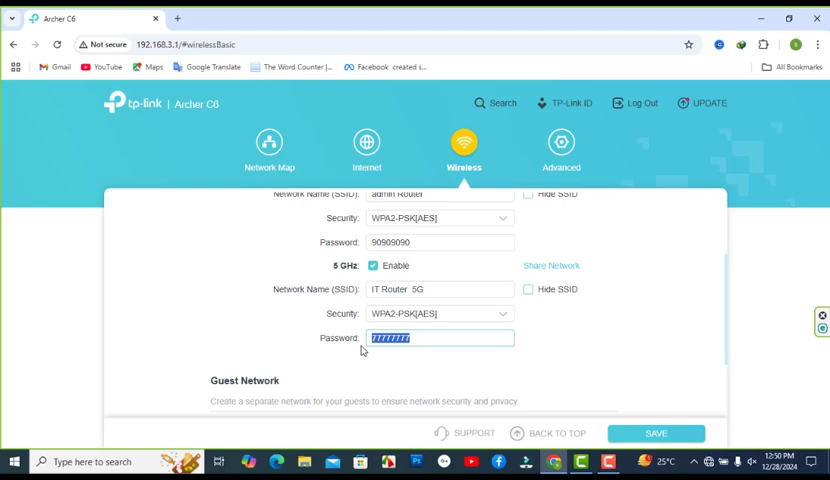 Archer C6
Not secure 192.168.3.1/#wirelessBasic
Gmail YouTube Maps Google Translate The Word Counter |... Facebook created s... All Bookmarks
tp-link | Archer C6 Search TP-Link ID Log Out UPDATE
Network Map Internet Wireless Advanced
Network Name (SSID): admin Router Hide SSID
Security: WPA2-PSK[AES]
Password: 90909090
5 GHz: Enable Share Network
Network Name (SSID): IT Router 5G Hide SSID
Security: WPA2-PSK[AES]
Password: 77777777
Guest Network
Create a separate network for your guests to ensure network security and privacy.
SUPPORT BACK TO TOP SAVE
Type here to search 25°C 12:50 PM
12/28/2024